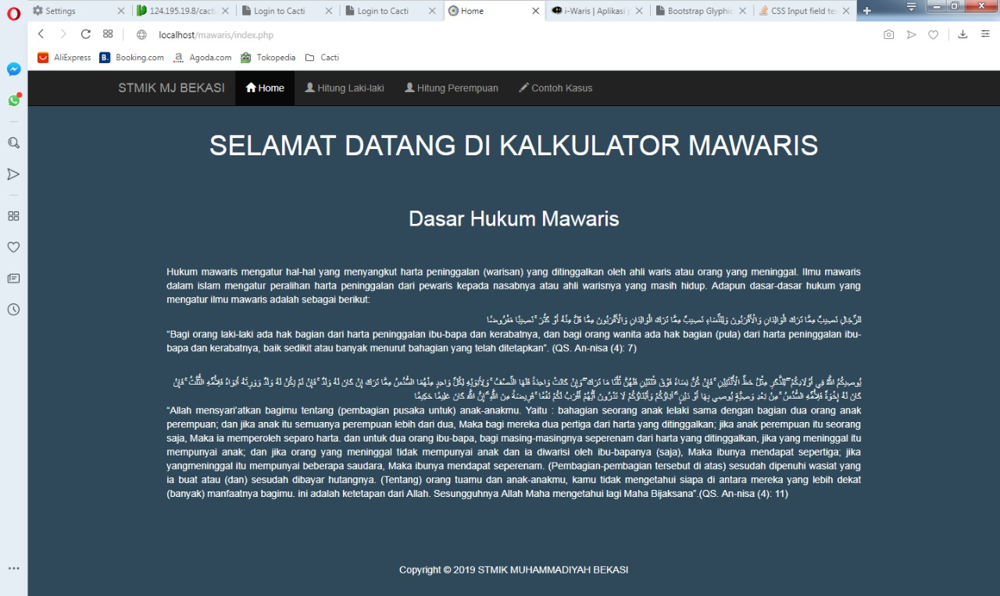 Settings
124.195.19.8/cacti
Login to Cacti
Login to Cacti
Home
i-Waris | Aplikasi p
Bootstrap Glyphic
CSS Input field tex
localhost/mawaris/index.php
AliExpress
B. Booking.com
a Agoda.com
Tokopedia
Cacti
STMIK MJ BEKASI
Home
Hitung Laki-laki
Hitung Perempuan
Contoh Kasus
SELAMAT DATANG DI KALKULATOR MAWARIS
Dasar Hukum Mawaris
Hukum mawaris mengatur hal-hal yang menyangkut harta peninggalan (warisan) yang ditinggalkan oleh ahli waris atau orang yang meninggal. Ilmu mawaris
dalam islam mengatur peralihan harta peninggalan dari pewaris kepada nasabnya atau ahli warisnya yang masih hidup. Adapun dasar-dasar hukum yang
mengatur ilmu mawaris adalah sebagai berikut:
لِلرِّجَالِ نَصِيبٌ مِمَّا تَرَكَ الْوَالِدَانِ وَالْأَقْرَبُونَ وَلِلنِّسَاءِ نَصِيبٌ مِمَّا تَرَكَ الْوَالِدَانِ وَالْأَقْرَبُونَ مِمَّا قَلَّ مِنْهُ أَوْ كَثُرَ ۚ نَصِيبًا مَفْرُوضًا
“Bagi orang laki-laki ada hak bagian dari harta peninggalan ibu-bapa dan kerabatnya, dan bagi orang wanita ada hak bagian (pula) dari harta peninggalan ibu-
bapa dan kerabatnya, baik sedikit atau banyak menurut bahagian yang telah ditetapkan”. (QS. An-nisa (4): 7)
يُوصِيكُمُ اللَّهُ فِي أَوْلَادِكُمْ ۖ لِلذَّكَرِ مِثْلُ حَظِّ الْأُنْثَيَيْنِ ۚ فَإِنْ كُنَّ نِسَاءً فَوْقَ اثْنَتَيْنِ فَلَهُنَّ ثُلُثَا مَا تَرَكَ ۖ وَإِنْ كَانَتْ وَاحِدَةً فَلَهَا النِّصْفُ ۚ وَلِأَبَوَيْهِ لِكُلِّ وَاحِدٍ مِنْهُمَا السُّدُسُ مِمَّا تَرَكَ إِنْ كَانَ لَهُ وَلَدٌ ۚ فَإِنْ لَمْ يَكُنْ لَهُ وَلَدٌ وَوَرِثَهُ أَبَوَاهُ فَلِأُمِّهِ الثُّلُثُ ۚ فَإِنْ
كَانَ لَهُ إِخْوَةٌ فَلِأُمِّهِ السُّدُسُ ۚ مِنْ بَعْدِ وَصِيَّةٍ يُوصِي بِهَا أَوْ دَيْنٍ ۗ آبَاؤُكُمْ وَأَبْنَاؤُكُمْ لَا تَدْرُونَ أَيُّهُمْ أَقْرَبُ لَكُمْ نَفْعًا ۚ فَرِيضَةً مِنَ اللَّهِ ۗ إِنَّ اللَّهَ كَانَ عَلِيمًا حَكِيمًا
“Allah mensyari’atkan bagimu tentang (pembagian pusaka untuk) anak-anakmu. Yaitu : bahagian seorang anak lelaki sama dengan bagian dua orang anak
perempuan; dan jika anak itu semuanya perempuan lebih dari dua, Maka bagi mereka dua pertiga dari harta yang ditinggalkan; jika anak perempuan itu seorang
saja, Maka ia memperoleh separo harta. dan untuk dua orang ibu-bapa, bagi masing-masingnya seperenam dari harta yang ditinggalkan, jika yang meninggal itu
mempunyai anak; dan jika orang yang meninggal tidak mempunyai anak dan ia diwarisi oleh ibu-bapanya (saja), Maka ibunya mendapat sepertiga; jika
yangmeninggal itu mempunyai beberapa saudara, Maka ibunya mendapat seperenam. (Pembagian-pembagian tersebut di atas) sesudah dipenuhi wasiat yang
ia buat atau (dan) sesudah dibayar hutangnya. (Tentang) orang tuamu dan anak-anakmu, kamu tidak mengetahui siapa di antara mereka yang lebih dekat
(banyak) manfaatnya bagimu. ini adalah ketetapan dari Allah. Sesungguhnya Allah Maha mengetahui lagi Maha Bijaksana”.(QS. An-nisa (4): 11)
Copyright © 2019 STMIK MUHAMMADIYAH BEKASI